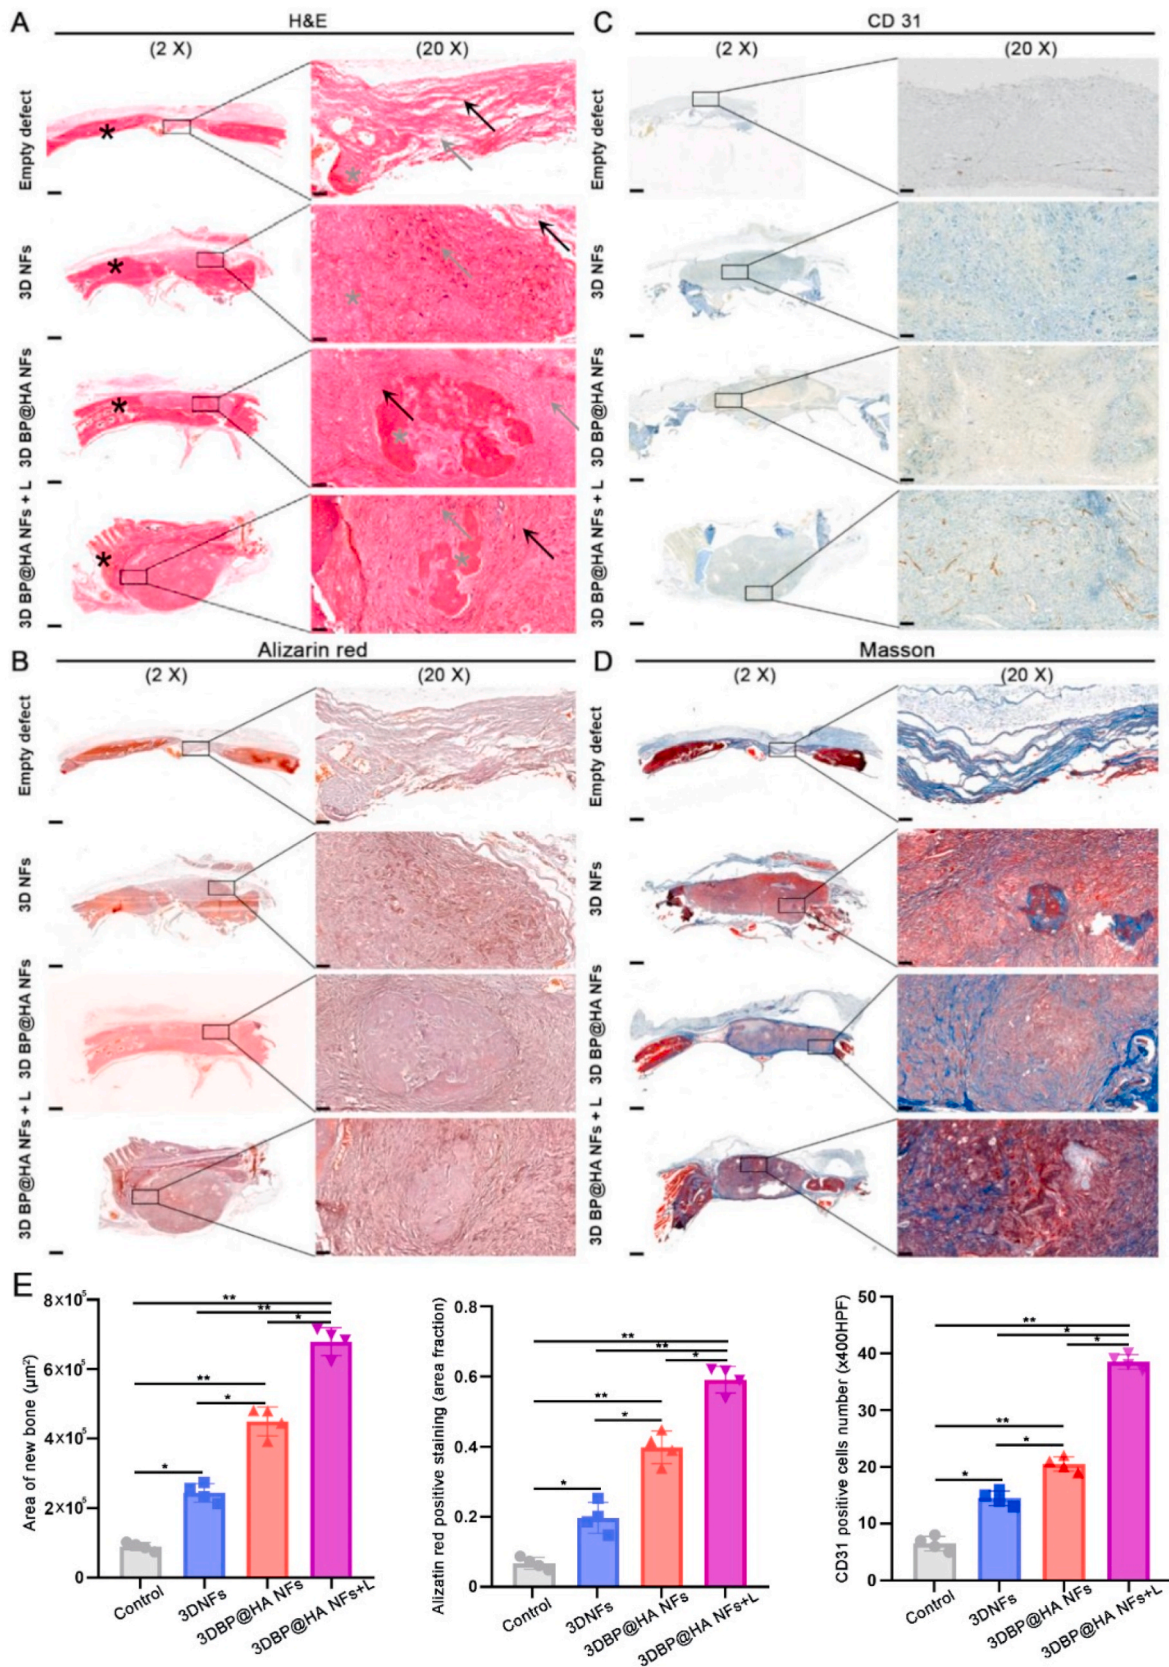 A
H&E
(2 X)
(20 X)
Empty defect
3D NFs
3D BP@HA NFs
3D BP@HA NFs + L
C
CD 31
(2 X)
(20 X)
Empty defect
3D NFs
3D BP@HA NFs
3D BP@HA NFs + L
B
Alizarin red
(2 X)
(20 X)
Empty defect
3D NFs
3D BP@HA NFs
3D BP@HA NFs + L
D
Masson
(2 X)
(20 X)
Empty defect
3D NFs
3D BP@HA NFs
3D BP@HA NFs + L
E
Area of new bone (µm²)
8×10⁵
6×10⁵
4×10⁵
2×10⁵
0
**
**
*
**
*
*
Control
3DNFs
3DBP@HA NFs
3DBP@HA NFs+L
Alizatin red positive staining (area fraction)
0.8
0.6
0.4
0.2
0.0
**
**
*
**
*
*
Control
3DNFs
3DBP@HA NFs
3DBP@HA NFs+L
CD31 positive cells number (x400HPF)
50
40
30
20
10
0
**
*
*
**
*
*
Control
3DNFs
3DBP@HA NFs
3DBP@HA NFs+L